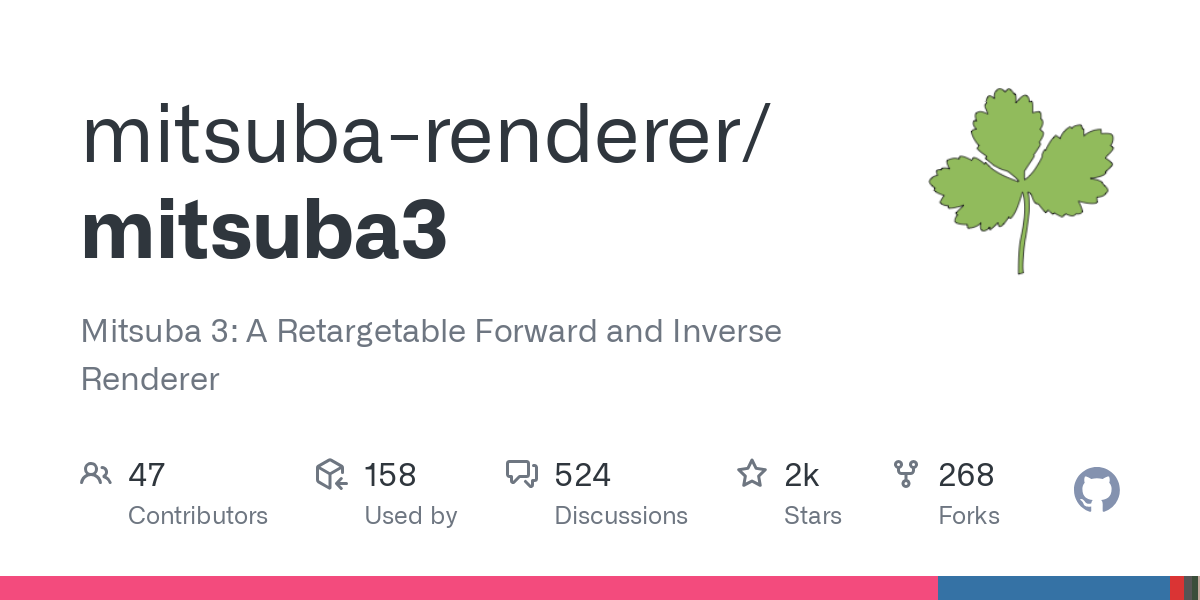 mitsuba-renderer/
mitsuba3
Mitsuba 3: A Retargetable Forward and Inverse
Renderer
47
Contributors
158
Used by
524
Discussions
2k
Stars
268
Forks